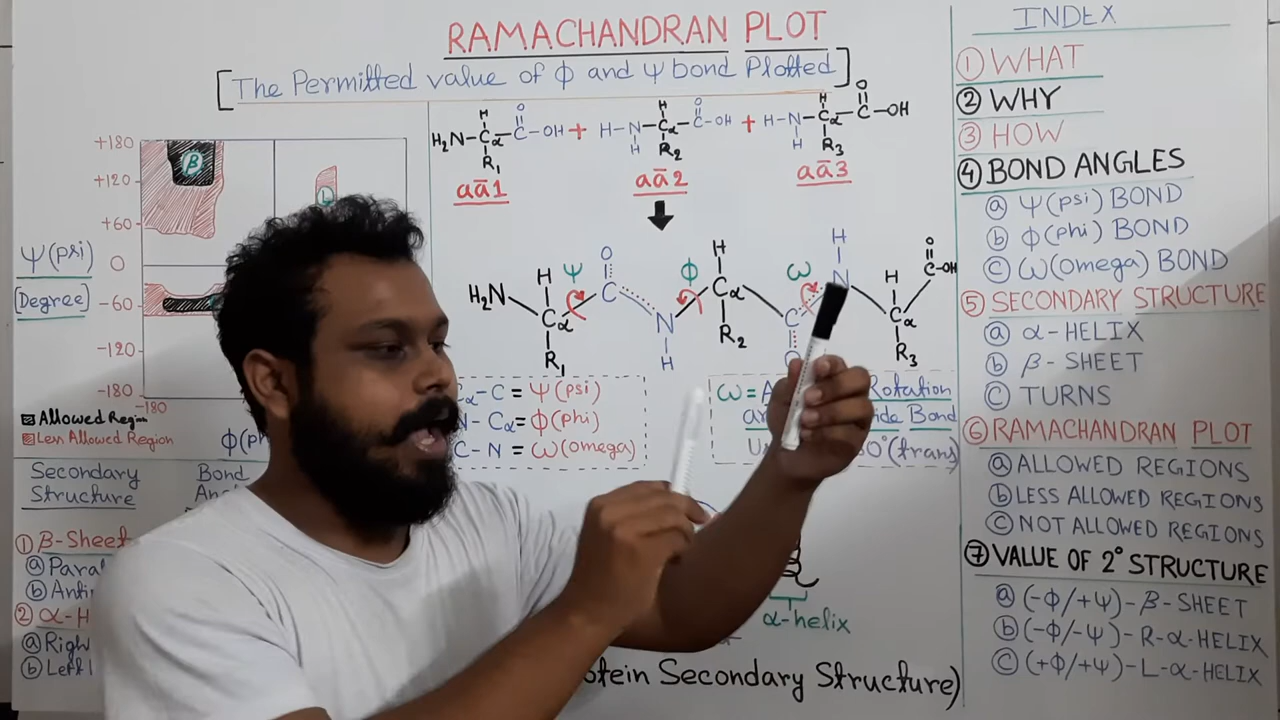 RAMACHANDRAN PLOT
[The Permitted value of Φ and Ψ bond Plotted]
H O
H₂N-Cα-C-OH + H-N-Cα-C-OH + H-N-Cα-C-OH
R₁ R₂ R₃
aā1 aā2 aā3
+180
+120
+60
0
-60
-120
-180
-180
β
L
Ψ(psi)
[Degree]
Allowed
Less Allowed Region
H₂N
H
Cα
R₁
Ψ
O
C
N
H
Φ
H
Cα
R₂
ω
C
H
N
H
Cα
R₃
O
C-OH
Cα-C = Ψ(psi)
N-Cα = Φ(phi)
C-N = ω(omega)
ω =
Rotation
Bond
(trans)
Secondary
Structure
Bond
① β-Sheet
ⓐ
ⓑ
②
ⓐ Right
ⓑ
α-helix
Secondary Structure)
INDEX
① WHAT
② WHY
③ HOW
④ BOND ANGLES
ⓐ Ψ(psi) BOND
ⓑ Φ(phi) BOND
ⓒ ω(omega) BOND
⑤ SECONDARY STRUCTURE
ⓐ α-HELIX
ⓑ β-SHEET
ⓒ TURNS
⑥ RAMACHANDRAN PLOT
ⓐ ALLOWED REGIONS
ⓑ LESS ALLOWED REGIONS
ⓒ NOT ALLOWED REGIONS
⑦ VALUE OF 2° STRUCTURE
ⓐ (-Φ/+Ψ)-β-SHEET
ⓑ (-Φ/-Ψ)-R-α-HELIX
ⓒ (+Φ/+Ψ)-L-α-HELIX